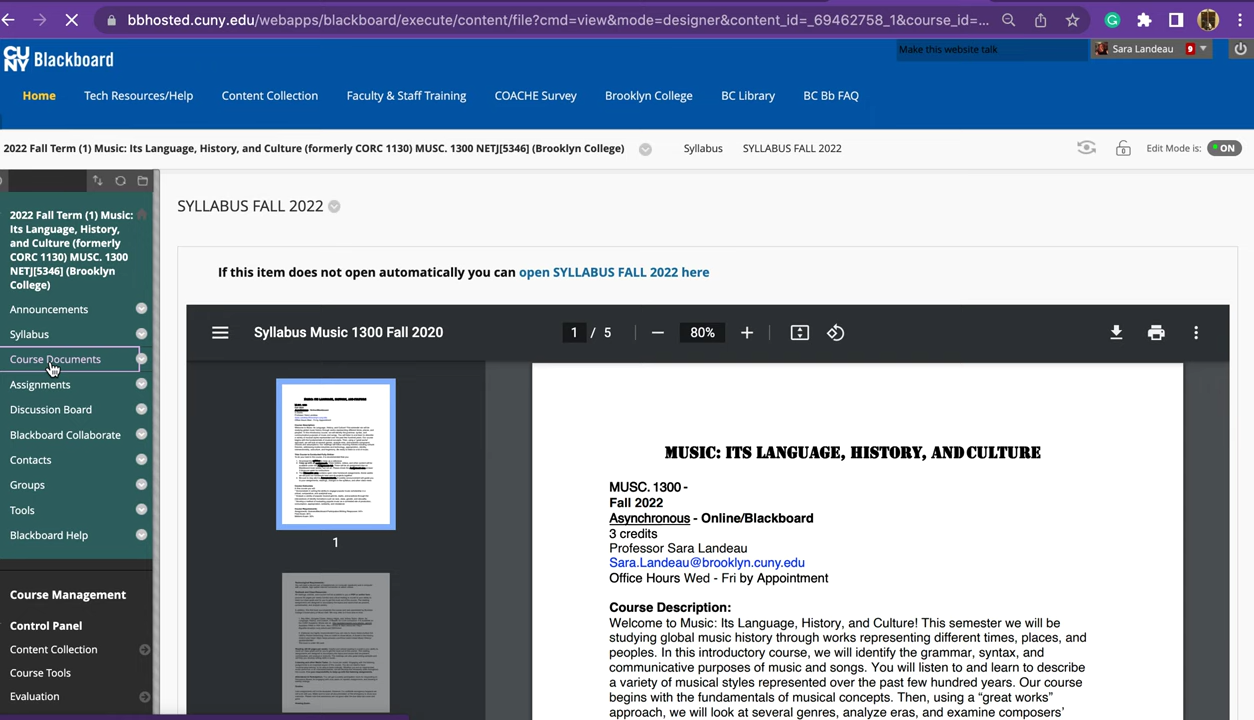 bbhosted.cuny.edu/webapps/blackboard/execute/content/file?cmd=view&mode=designer&content_id=_69462758_1&course_id=...
CU
NY Blackboard
Make this website talk
Sara Landeau 9
Home Tech Resources/Help Content Collection Faculty & Staff Training COACHE Survey Brooklyn College BC Library BC Bb FAQ
2022 Fall Term (1) Music: Its Language, History, and Culture (formerly CORC 1130) MUSC. 1300 NETJ[5346] (Brooklyn College) Syllabus SYLLABUS FALL 2022 Edit Mode is: ON
2022 Fall Term (1) Music:
Its Language, History,
and Culture (formerly
CORC 1130) MUSC. 1300
NETJ[5346] (Brooklyn
College)
Announcements
Syllabus
Course Documents
Assignments
Discussion Board
Blackboard Collaborate
Contacts
Groups
Tools
Blackboard Help
Course Management
Control Panel
Content Collection
Course Tools
Evaluation
SYLLABUS FALL 2022
If this item does not open automatically you can open SYLLABUS FALL 2022 here
Syllabus Music 1300 Fall 2020 1 / 5 80%
1
MUSIC: ITS LANGUAGE, HISTORY, AND CULTURE
MUSC. 1300 -
Fall 2022
Asynchronous - Online/Blackboard
3 credits
Professor Sara Landeau
Sara.Landeau@brooklyn.cuny.edu
Office Hours Wed - Fri by Appointment
Course Description:
Welcome to Music: Its Language, History, and Culture! This semester we will be
studying global music history through works representing different times, places, and
peoples. In this introductory course, we will identify the grammar, syntax, and
communicative purposes of music and songs. You will listen to and learn to describe
a variety of musical styles represented over the past few hundred years. Our course
begins with the fundamentals of musical concepts. Then, using a "great works"
approach, we will look at several genres, analyze eras, and examine composers'